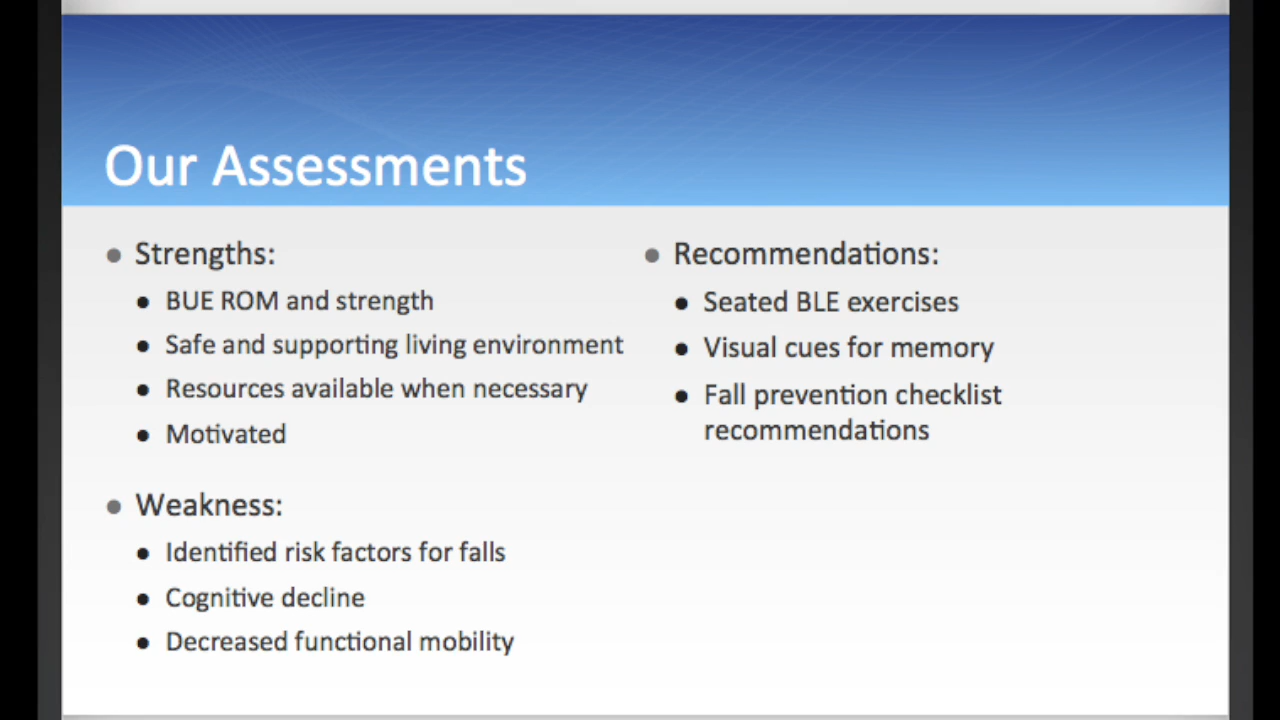 Our Assessments
Strengths:
BUE ROM and strength
Safe and supporting living environment
Resources available when necessary
Motivated
Weakness:
Identified risk factors for falls
Cognitive decline
Decreased functional mobility
Recommendations:
Seated BLE exercises
Visual cues for memory
Fall prevention checklist
recommendations